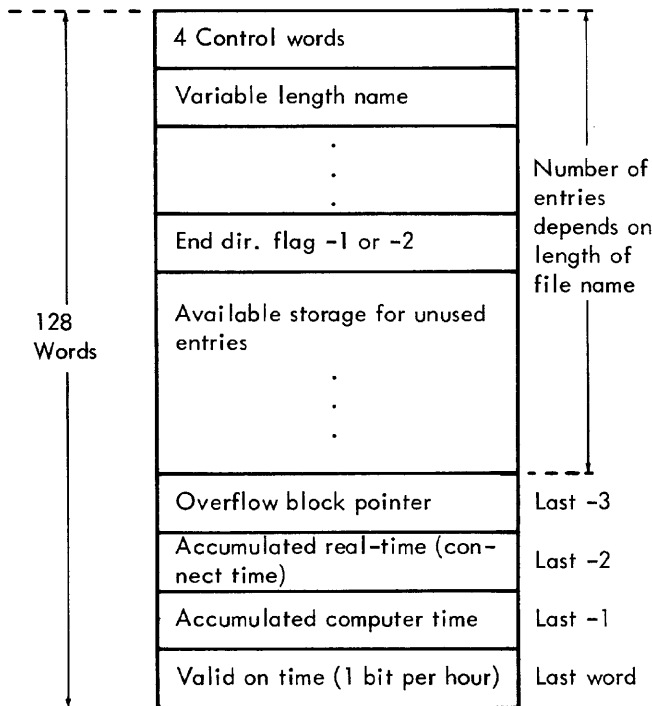 4 Control words
Variable length name
.
.
.
End dir. flag -1 or -2
Available storage for unused
entries
.
.
.
Overflow block pointer
Accumulated real-time (con-
nect time)
Accumulated computer time
Valid on time (1 bit per hour)
128
Words
Number of
entries
depends on
length of
file name
Last -3
Last -2
Last -1
Last word